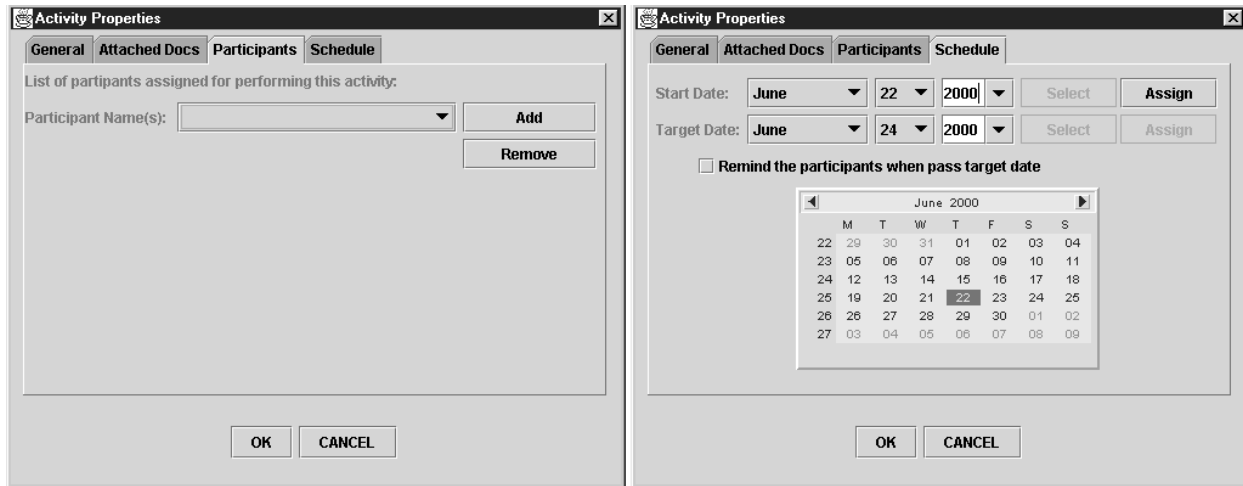 Activity Properties
General Attached Docs Participants Schedule
List of partipants assigned for performing this activity:
Participant Name(s): Add
Remove
OK CANCEL
Activity Properties
General Attached Docs Participants Schedule
Start Date: June 22 2000 Select Assign
Target Date: June 24 2000 Select Assign
Remind the participants when pass target date
June 2000
M T W T F S S
22 29 30 31 01 02 03 04
23 05 06 07 08 09 10 11
24 12 13 14 15 16 17 18
25 19 20 21 22 23 24 25
26 26 27 28 29 30 01 02
27 03 04 05 06 07 08 09
OK CANCEL